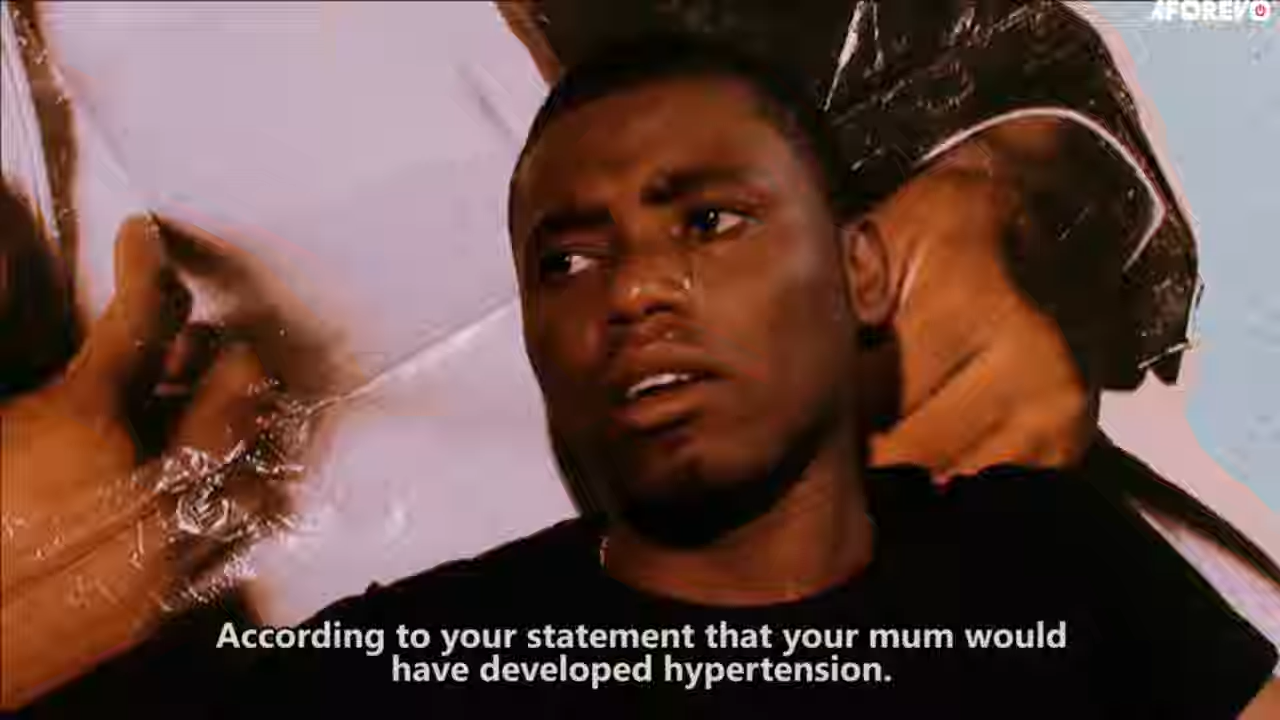 AFOREVO
According to your statement that your mum would
have developed hypertension.